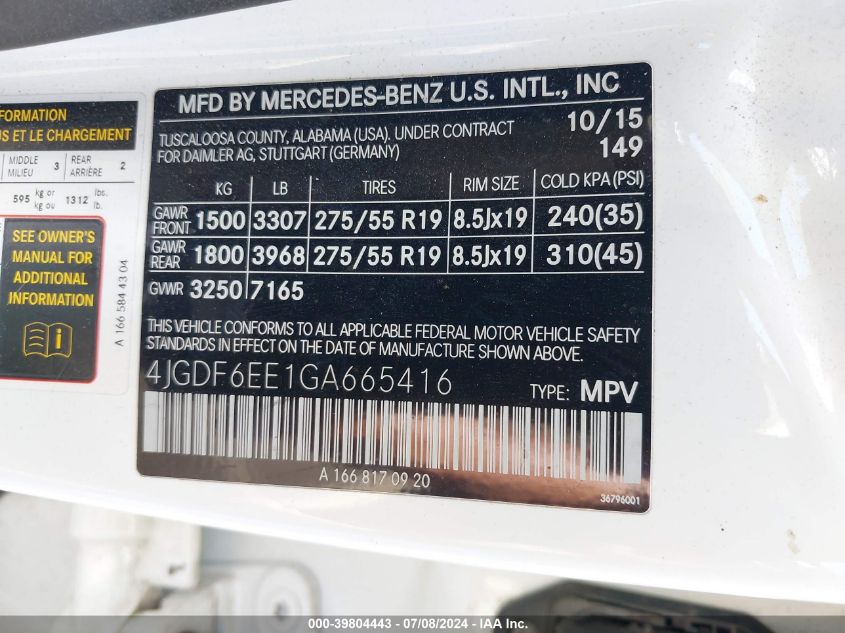 FORMATION
US ET LE CHARGEMENT
MIDDLE
MILIEU 3 REAR
ARRIÈRE 2
595 kg or
kg ou 1312 lbs.
lb.
SEE OWNER'S
MANUAL FOR
ADDITIONAL
INFORMATION
A 166 584 43 04
MFD BY MERCEDES-BENZ U.S. INTL., INC
TUSCALOOSA COUNTY, ALABAMA (USA). UNDER CONTRACT 10/15
FOR DAIMLER AG, STUTTGART (GERMANY) 149
KG LB TIRES RIM SIZE COLD KPA (PSI)
GAWR
FRONT 1500 3307 275/55 R19 8.5Jx19 240(35)
GAWR
REAR 1800 3968 275/55 R19 8.5Jx19 310(45)
GVWR 3250 7165
THIS VEHICLE CONFORMS TO ALL APPLICABLE FEDERAL MOTOR VEHICLE SAFETY
STANDARDS IN EFFECT ON THE DATE OF MANUFACTURE SHOWN ABOVE.
4JGDF6EE1GA665416 TYPE: MPV
A 166 817 09 20
36796001
000-39804443 / 07/08/2024 - IAA Inc.